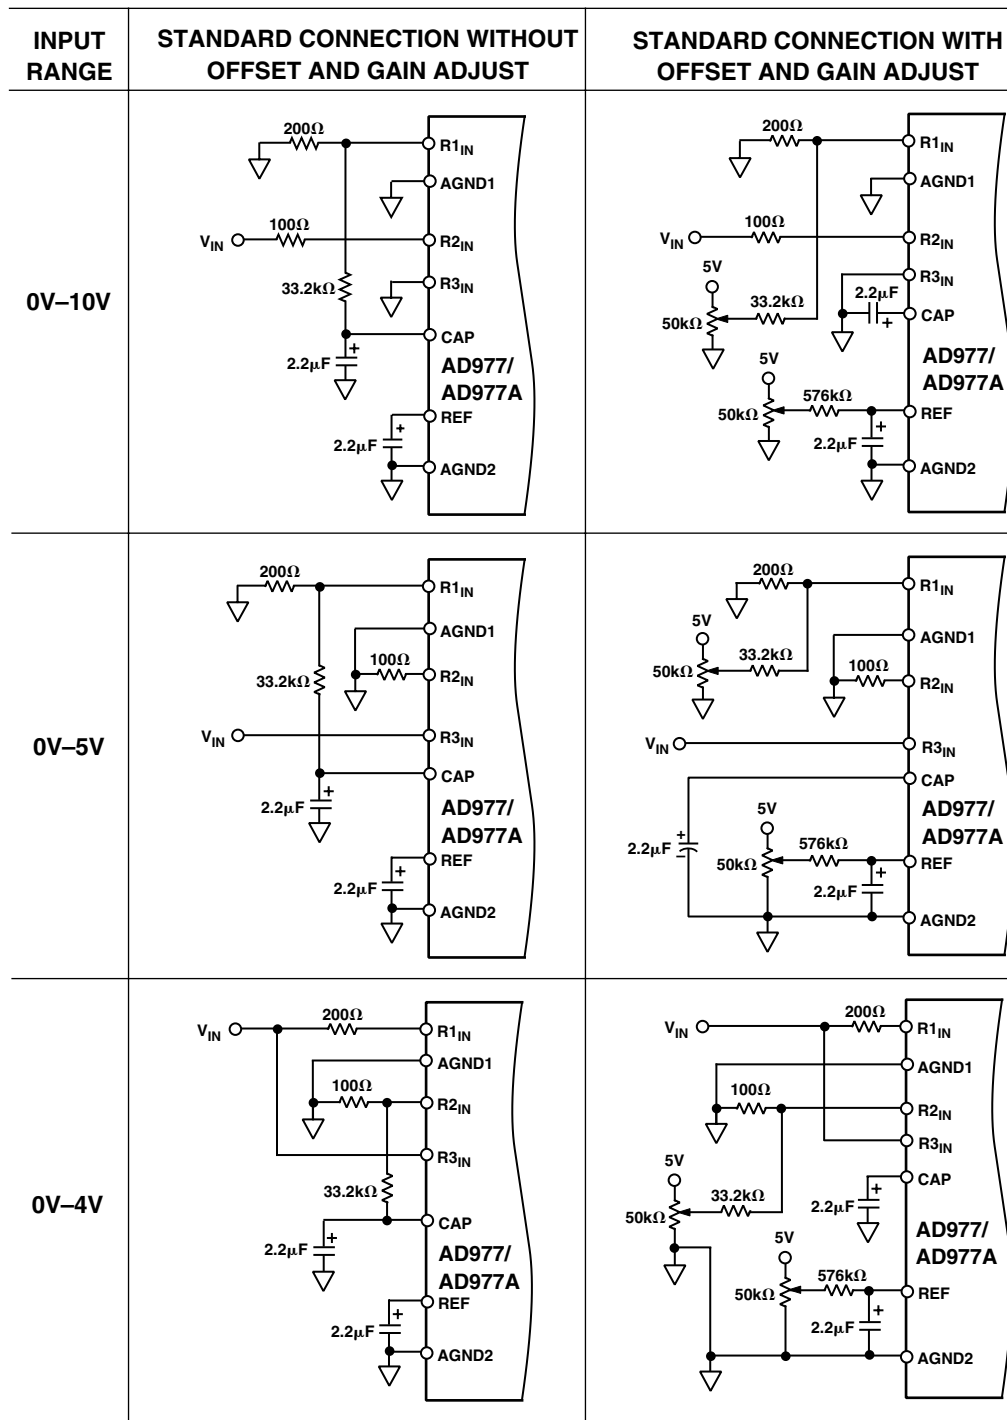 INPUT
RANGE
STANDARD CONNECTION WITHOUT
OFFSET AND GAIN ADJUST
STANDARD CONNECTION WITH
OFFSET AND GAIN ADJUST
0V–10V
200Ω
R1IN
AGND1
100Ω
VIN
R2IN
33.2kΩ
R3IN
CAP
+
2.2μF
AD977/
AD977A
REF
+
2.2μF
AGND2
200Ω
R1IN
AGND1
100Ω
VIN
R2IN
5V
R3IN
2.2μF
33.2kΩ
+
CAP
50kΩ
AD977/
AD977A
5V
576kΩ
50kΩ
REF
+
2.2μF
AGND2
0V–5V
200Ω
R1IN
AGND1
100Ω
33.2kΩ
R2IN
VIN
R3IN
CAP
+
2.2μF
AD977/
AD977A
REF
+
2.2μF
AGND2
200Ω
R1IN
5V
AGND1
33.2kΩ
100Ω
50kΩ
R2IN
VIN
R3IN
CAP
5V
AD977/
AD977A
+
2.2μF
–
576kΩ
50kΩ
REF
+
2.2μF
AGND2
0V–4V
200Ω
VIN
R1IN
AGND1
100Ω
R2IN
R3IN
33.2kΩ
CAP
+
2.2μF
AD977/
AD977A
REF
+
2.2μF
AGND2
200Ω
VIN
R1IN
AGND1
100Ω
R2IN
R3IN
5V
CAP
33.2kΩ
+
2.2μF
50kΩ
AD977/
AD977A
5V
576kΩ
50kΩ
REF
+
2.2μF
AGND2